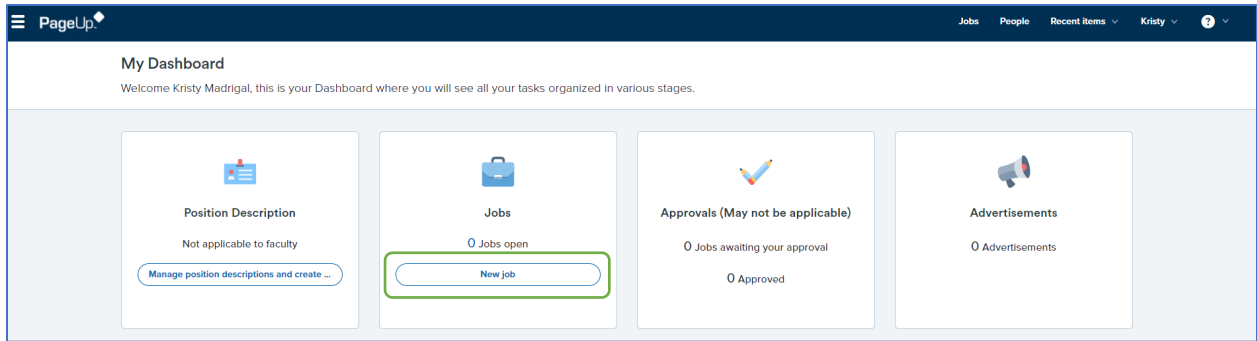 PageUp
Jobs People Recent items Kristy ?
My Dashboard
Welcome Kristy Madrigal, this is your Dashboard where you will see all your tasks organized in various stages.
Position Description
Not applicable to faculty
Manage position descriptions and create ...
Jobs
0 Jobs open
New job
Approvals (May not be applicable)
0 Jobs awaiting your approval
0 Approved
Advertisements
0 Advertisements